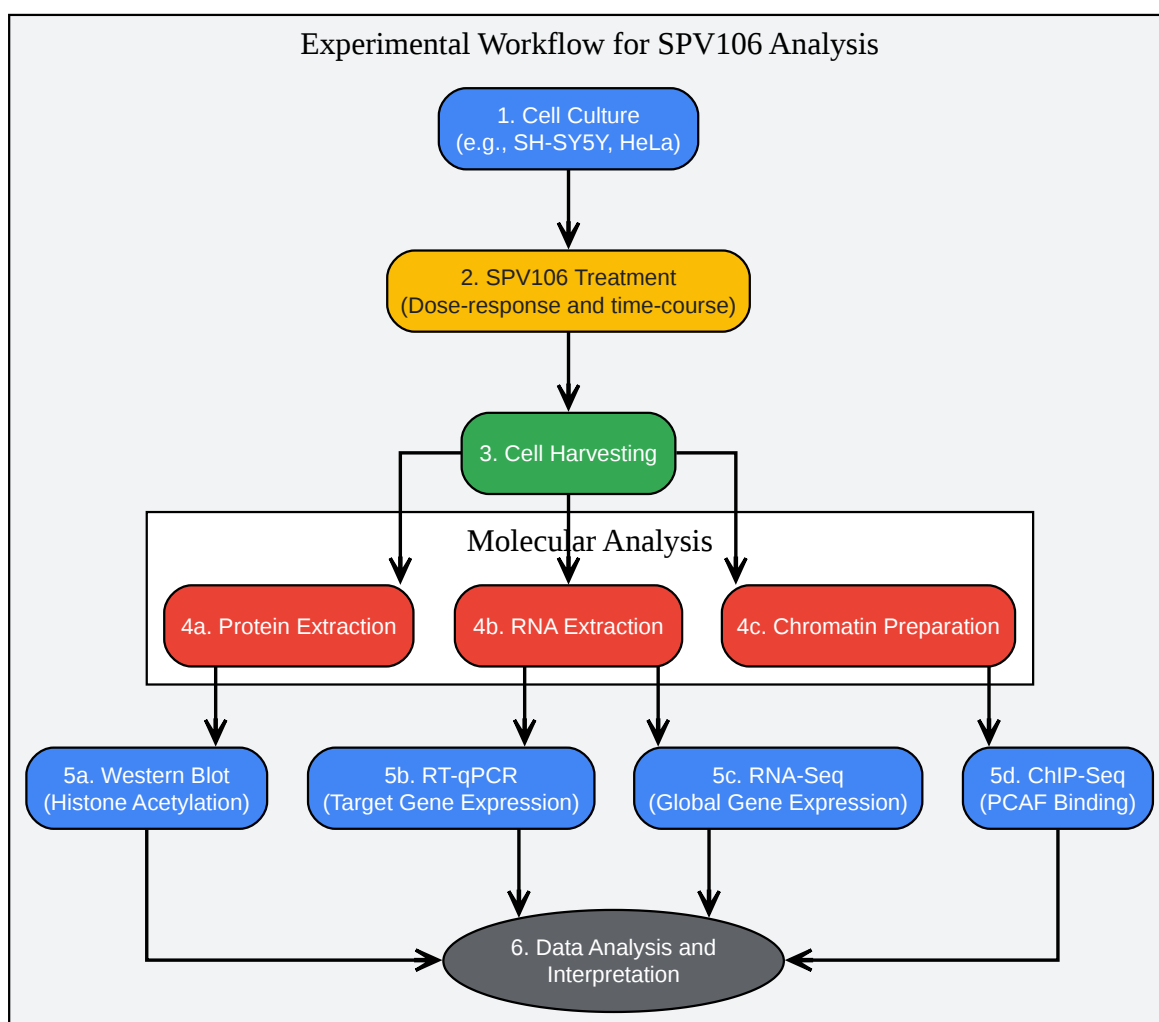 Experimental Workflow for SPV106 Analysis
1. Cell Culture
(e.g., SH-SY5Y, HeLa)
2. SPV106 Treatment
(Dose-response and time-course)
3. Cell Harvesting
Molecular Analysis
4a. Protein Extraction
4b. RNA Extraction
4c. Chromatin Preparation
5a. Western Blot
(Histone Acetylation)
5b. RT-qPCR
(Target Gene Expression)
5c. RNA-Seq
(Global Gene Expression)
5d. ChIP-Seq
(PCAF Binding)
6. Data Analysis and
Interpretation